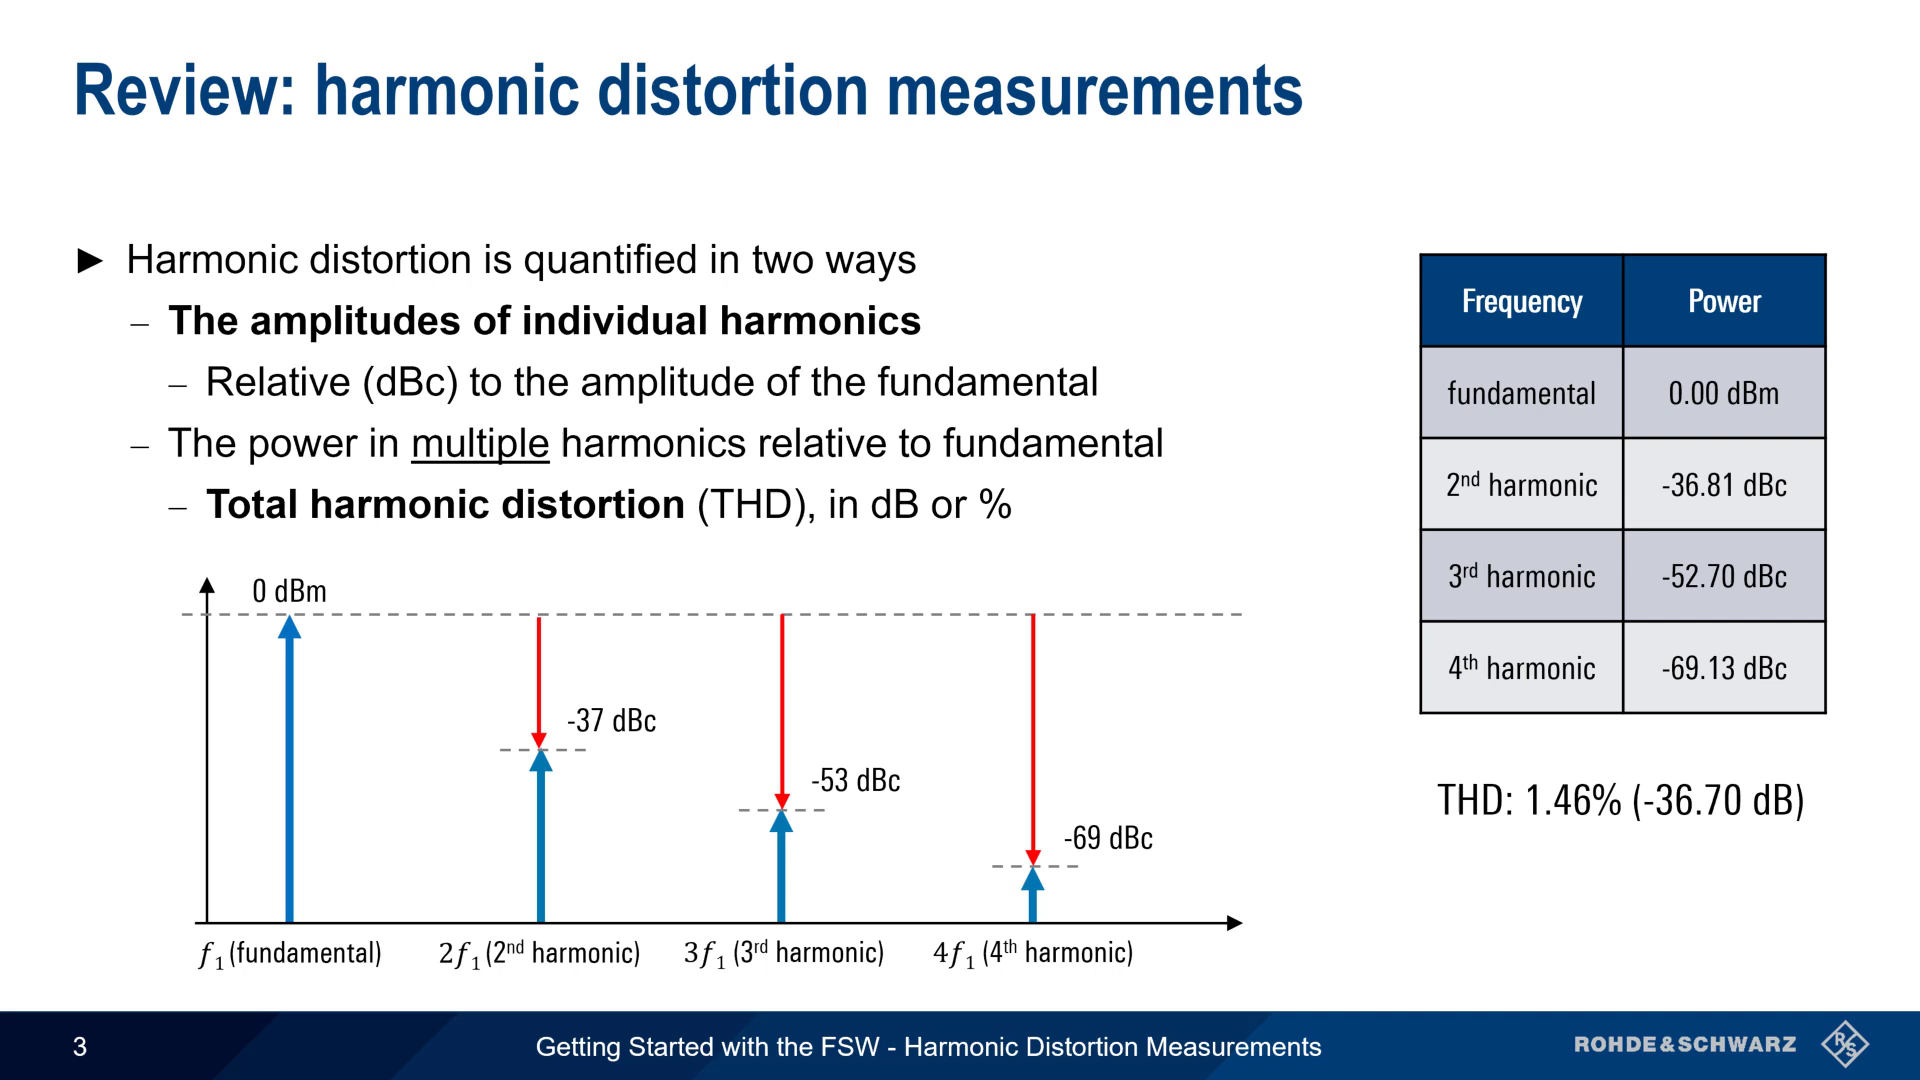 Review: harmonic distortion measurements
► Harmonic distortion is quantified in two ways
– The amplitudes of individual harmonics
– Relative (dBc) to the amplitude of the fundamental
– The power in multiple harmonics relative to fundamental
– Total harmonic distortion (THD), in dB or %
0 dBm
-37 dBc
-53 dBc
-69 dBc
f₁ (fundamental)
2f₁ (2nd harmonic)
3f₁ (3rd harmonic)
4f₁ (4th harmonic)
Frequency Power
fundamental 0.00 dBm
2nd harmonic -36.81 dBc
3rd harmonic -52.70 dBc
4th harmonic -69.13 dBc
THD: 1.46% (-36.70 dB)
3
Getting Started with the FSW - Harmonic Distortion Measurements
ROHDE&SCHWARZ
R&S